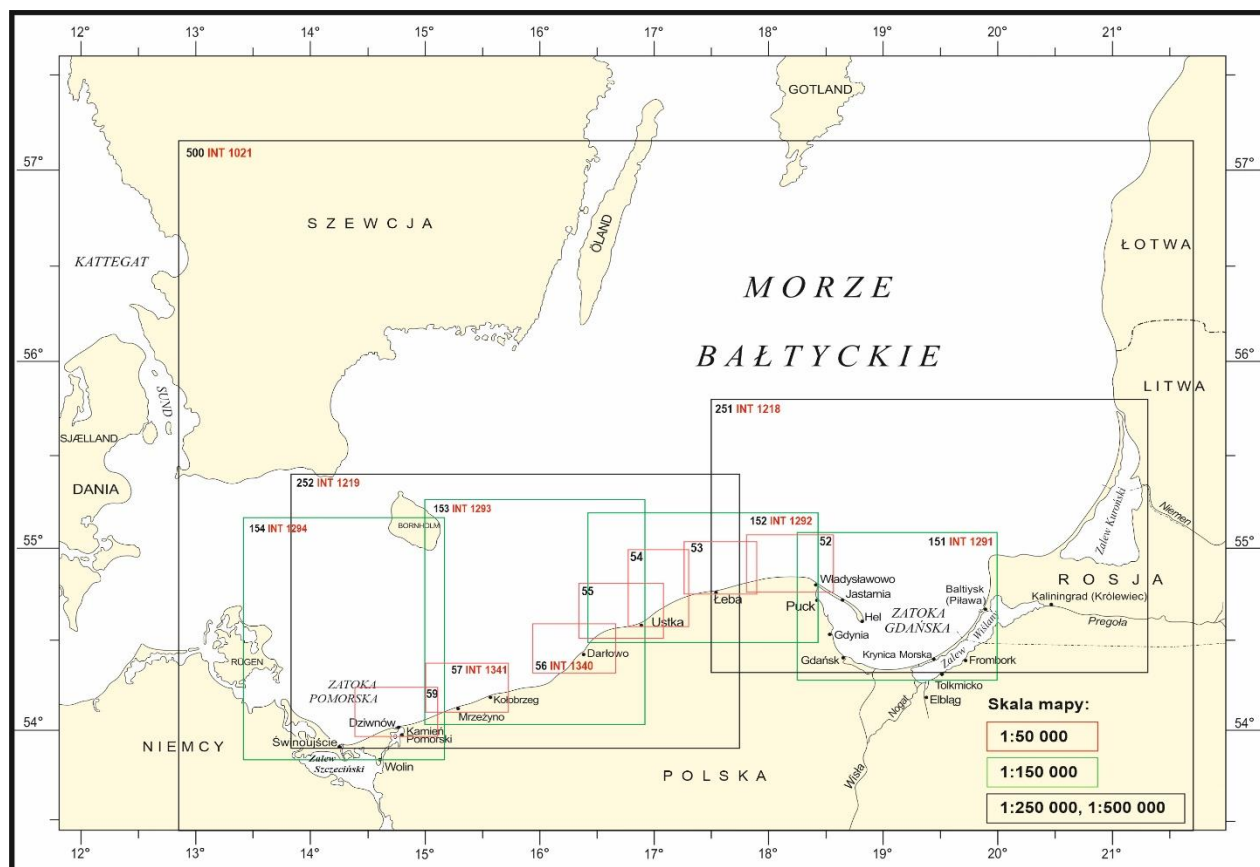 12° 13° 14° 15° 16° 17° 18° 19° 20° 21°
GOTLAND
57° 57°
500 INT 1021
SZEWCJA
ÖLAND
ŁOTWA
KATTEGAT
MORZE
BAŁTYCKIE
56° 56°
SUND
LITWA
251 INT 1218
SJÆLLAND
DANIA
252 INT 1219
153 INT 1293
154 INT 1294
BORNHOLM
152 INT 1292
52
151 INT 1291
Zalew Kuroński
Niemen
55° 55°
54
53
55
Władysławowo
Puck
Jastarnia
Hel
ZATOKA
GDAŃSKA
Bałtiysk
(Piława)
ROSJA
Kaliningrad (Królewiec)
Pregoła
Łeba
Ustka
Gdynia
Gdańsk
Krynica Morska
Zalew Wiślany
Frombork
Tolkmicko
Elbląg
Nogat
Wisła
RÜGEN
Darłowo
56 INT 1340
57 INT 1341
59
ZATOKA
POMORSKA
Kołobrzeg
Mrzeżyno
Dziwnów
Kamień
Pomorski
54° 54°
NIEMCY
Świnoujście
Zalew
Szczeciński
Wolin
POLSKA
Skala mapy:
1:50 000
1:150 000
1:250 000, 1:500 000
12° 13° 14° 15° 16° 17° 18° 19° 20° 21°